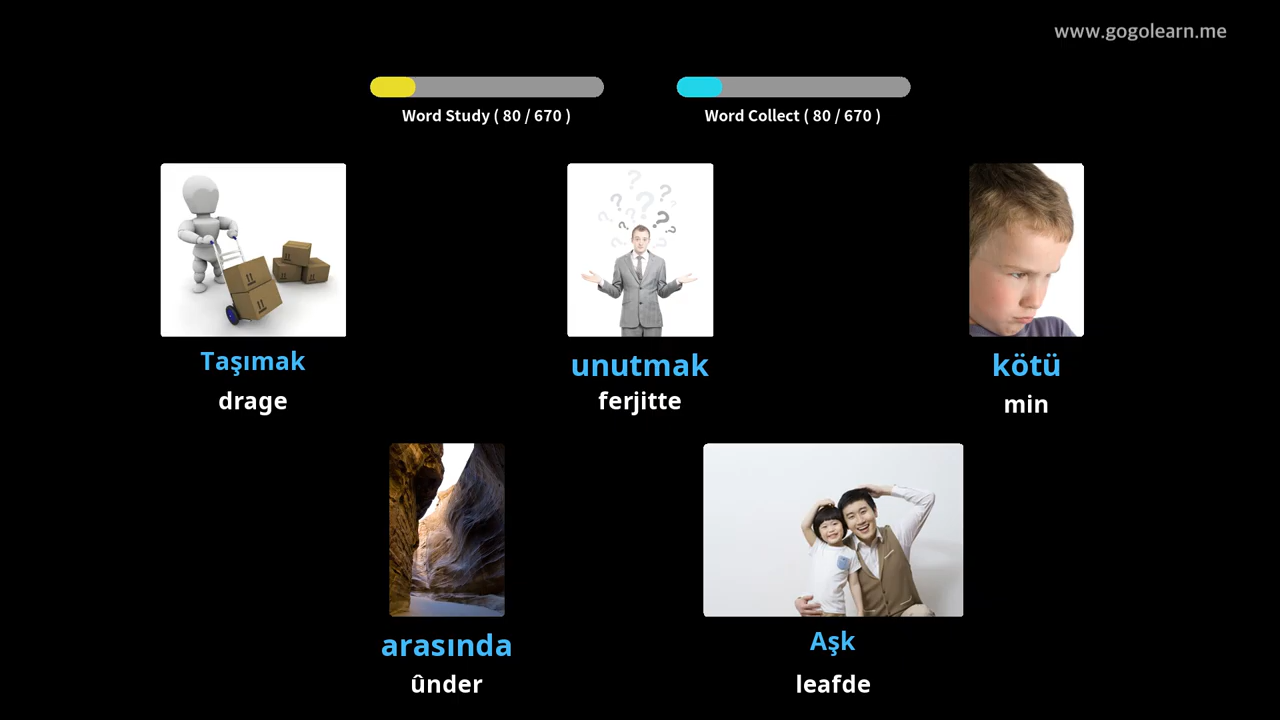 www.gogolearn.me
Word Study ( 80 / 670 )
Word Collect ( 80 / 670 )
Taşımak
drage
unutmak
ferjitte
kötü
min
arasında
ûnder
Aşk
leafde